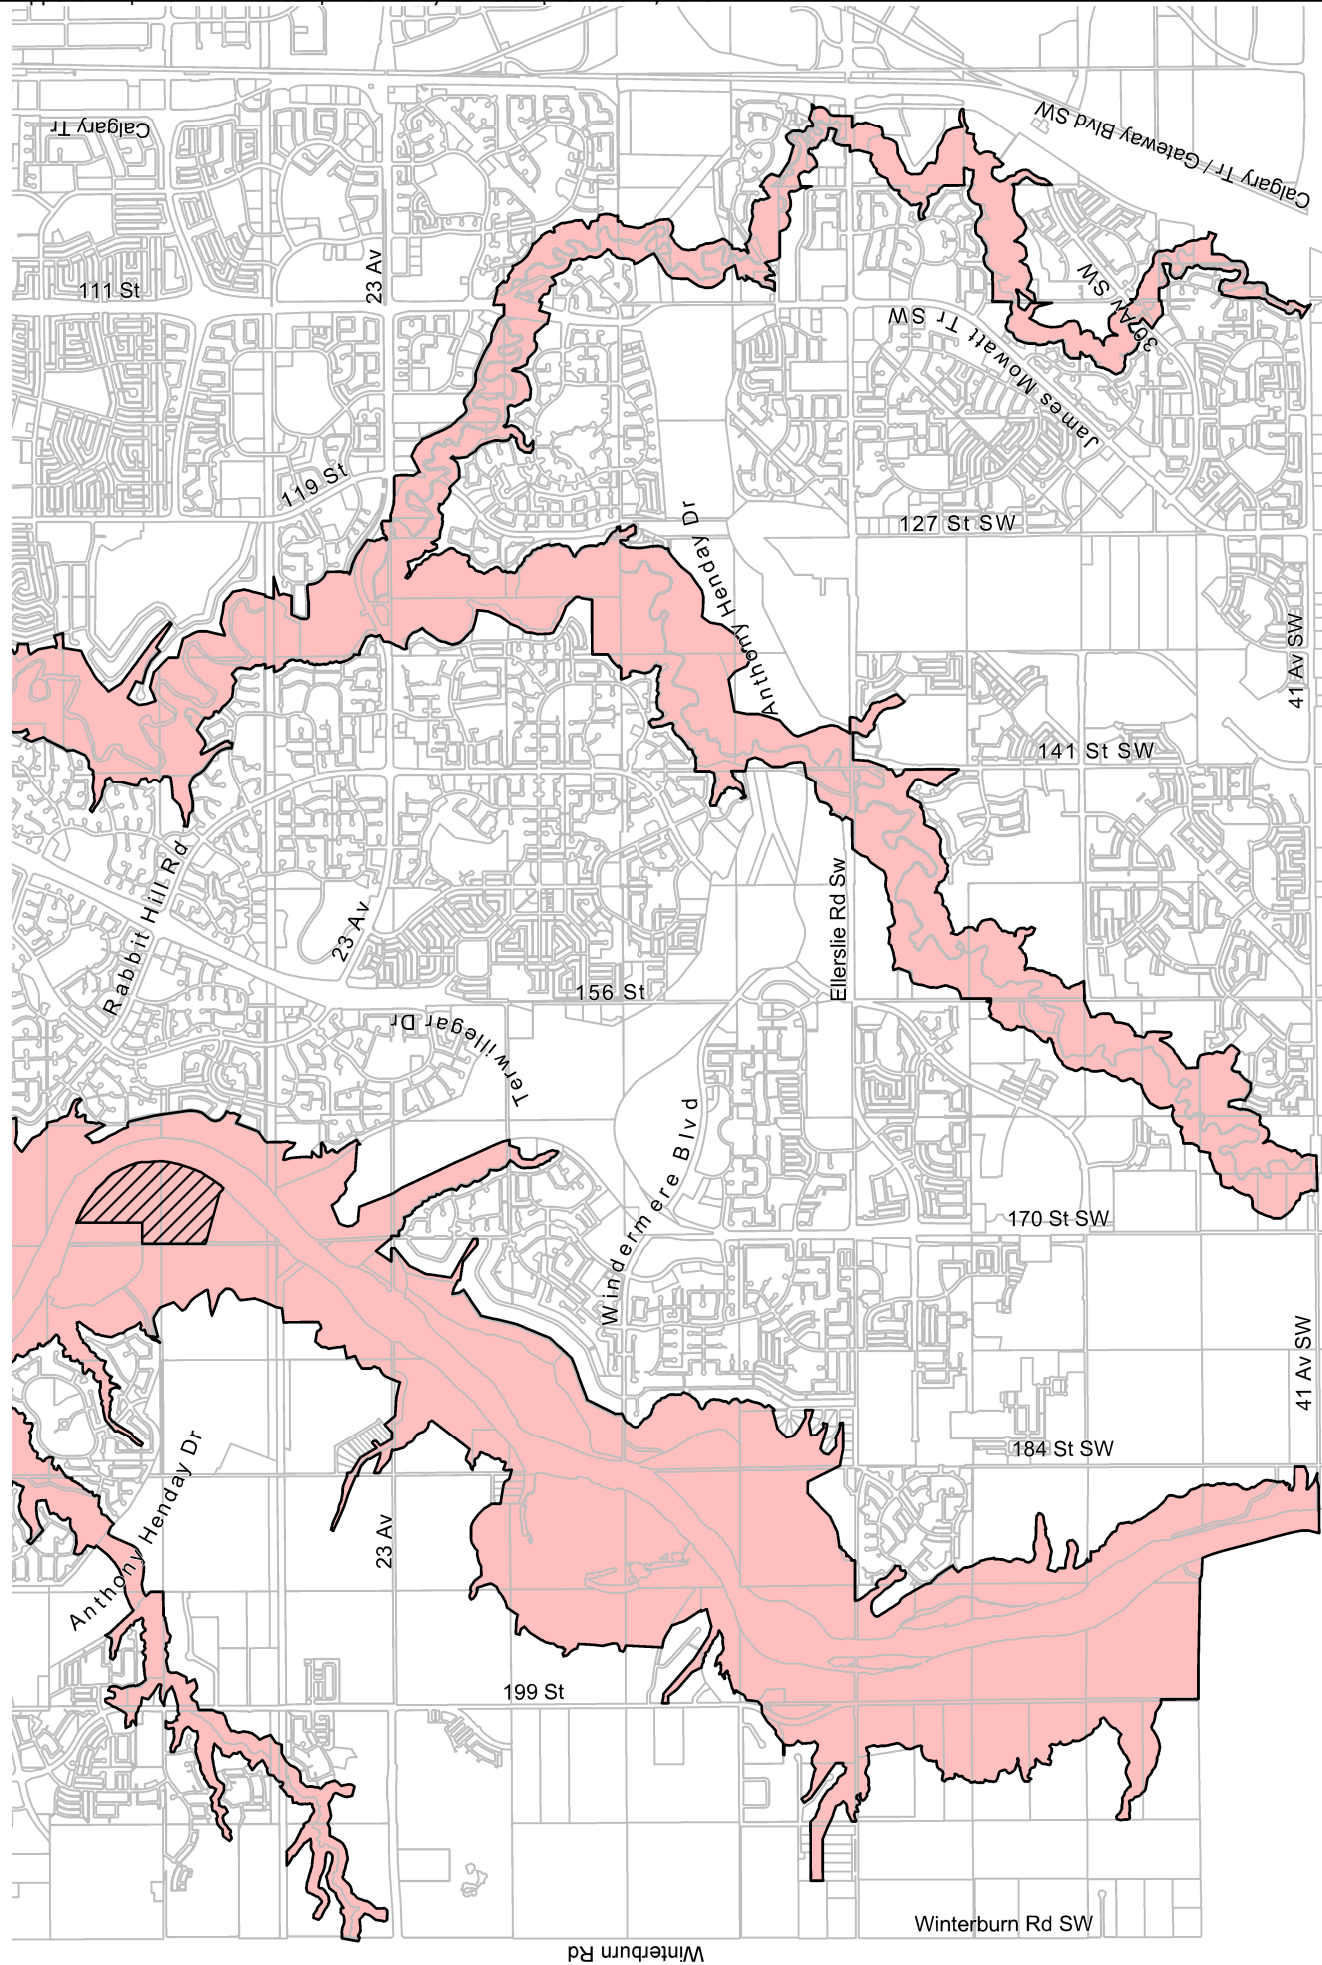 Calgary Tr / Gateway Blvd SW
Calgary Tr
23 Av
30 Av SW
111 St
James Mowatt Tr SW
119 St
127 St SW
Anthony Henday Dr
41 Av SW
141 St SW
Rabbit Hill Rd
23 Av
Ellerslie Rd Sw
156 St
Terwillegar Dr
Windermere Blvd
170 St SW
41 Av SW
184 St SW
Anthony Henday Dr
23 Av
199 St
Winterburn Rd SW
Winterburn Rd